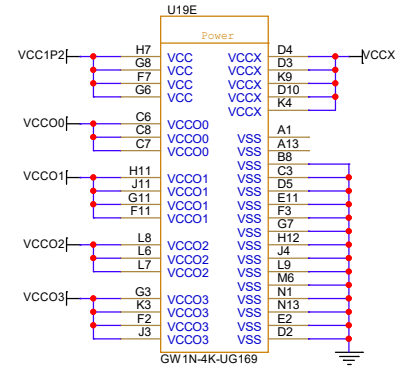 U19E
Power
VCC1P2 H7 VCC VCCX D4 VCCX
G8 VCC VCCX D3
F7 VCC VCCX K9
G6 VCC VCCX D10
VCCX K4
VCCO0 C6 VCCO0
C8 VCCO0 VSS A1
C7 VCCO0 VSS A13
VSS B8
VCCO1 H11 VCCO1 VSS C3
J11 VCCO1 VSS D5
G11 VCCO1 VSS E11
F11 VCCO1 VSS F3
VSS G7
VCCO2 L8 VCCO2 VSS H12
L6 VCCO2 VSS J4
L7 VCCO2 VSS L9
VSS M6
VCCO3 G3 VCCO3 VSS N1
K3 VCCO3 VSS N13
F2 VCCO3 VSS E2
J3 VCCO3 VSS D2
GW1N-4K-UG169